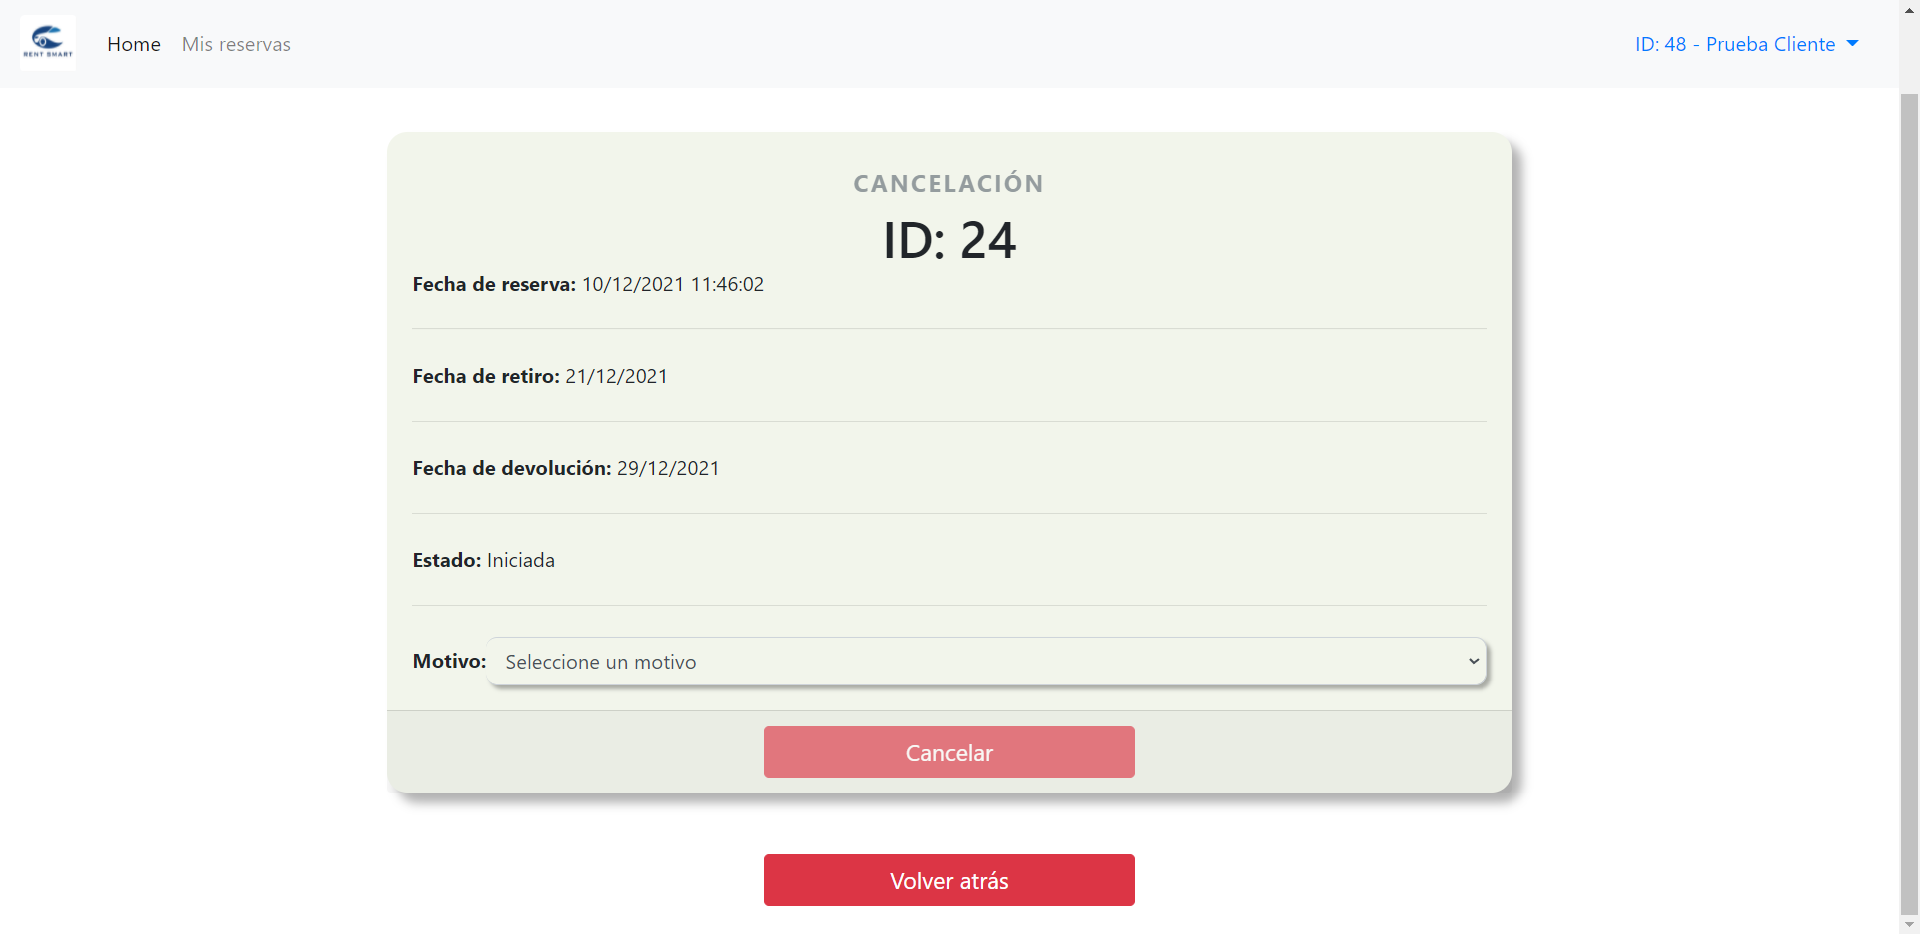 RENT SMART
Home Mis reservas
ID: 48 - Prueba Cliente
CANCELACIÓN
ID: 24
Fecha de reserva: 10/12/2021 11:46:02
Fecha de retiro: 21/12/2021
Fecha de devolución: 29/12/2021
Estado: Iniciada
Motivo: Seleccione un motivo
Cancelar
Volver atrás